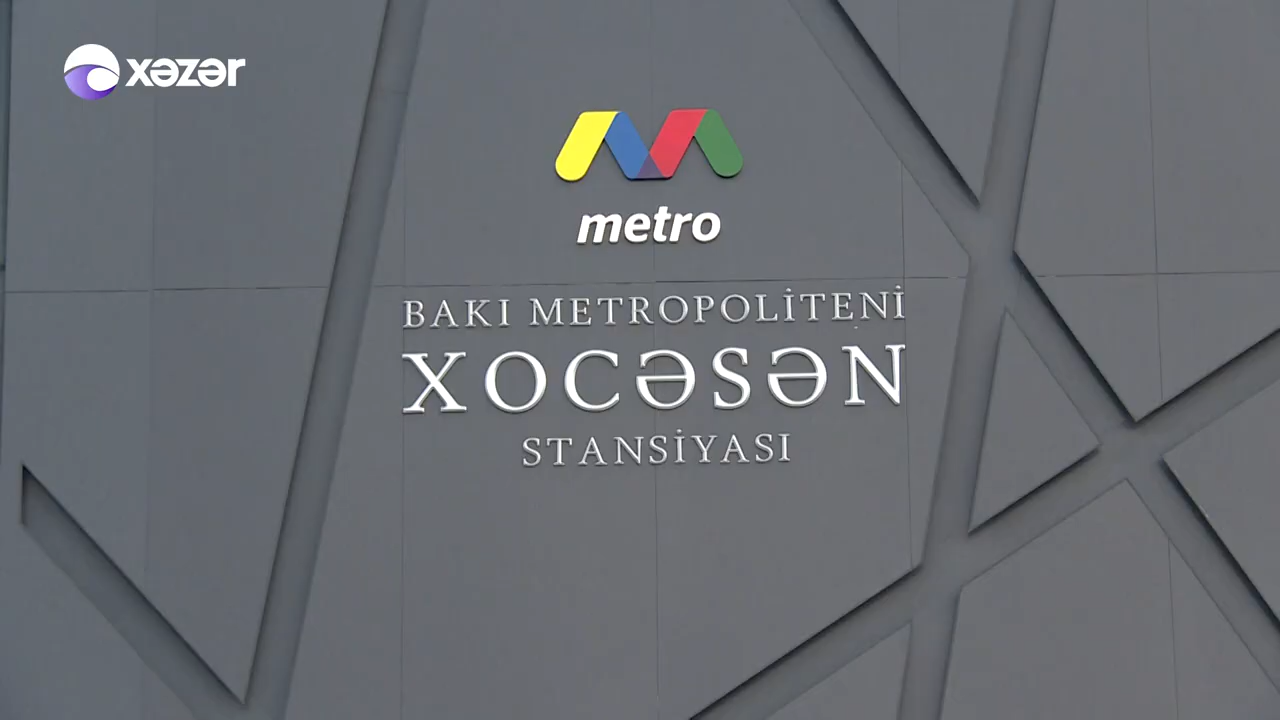 xəzər
metro
BAKI METROPOLİTENİ
XOCƏSƏN
STANSİYASI